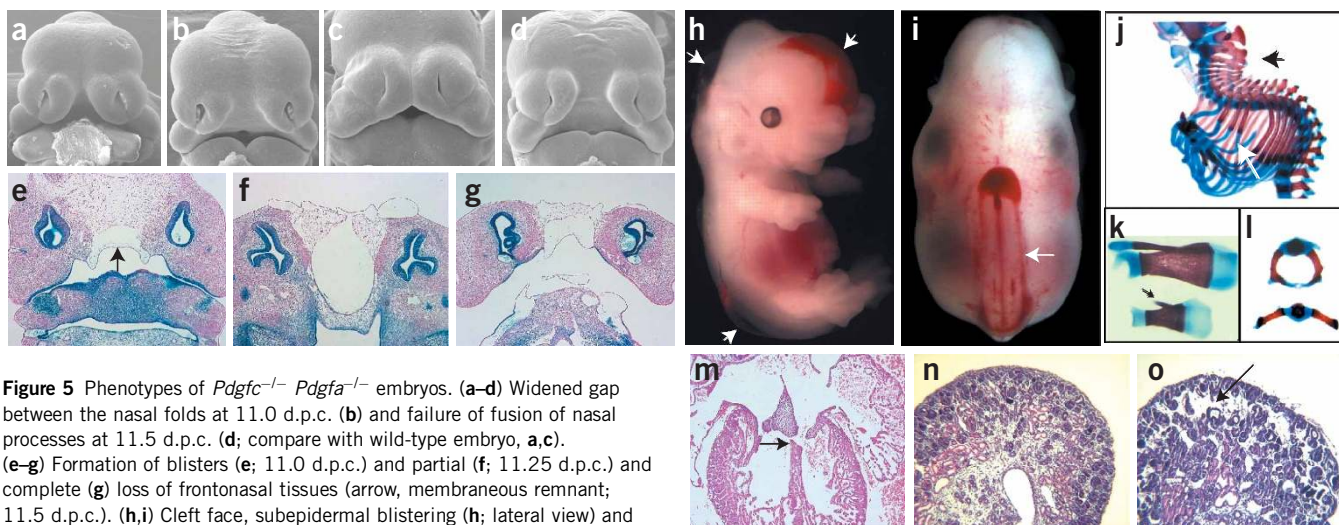 a
b
c
d
h
i
j
e
f
g
k
l
m
n
o
Figure 5 Phenotypes of Pdgfc−/− Pdgfa−/− embryos. (a–d) Widened gap
between the nasal folds at 11.0 d.p.c. (b) and failure of fusion of nasal
processes at 11.5 d.p.c. (d; compare with wild-type embryo, a,c).
(e–g) Formation of blisters (e; 11.0 d.p.c.) and partial (f; 11.25 d.p.c.) and
complete (g) loss of frontonasal tissues (arrow, membraneous remnant;
11.5 d.p.c.). (h,i) Cleft face, subepidermal blistering (h; lateral view) and